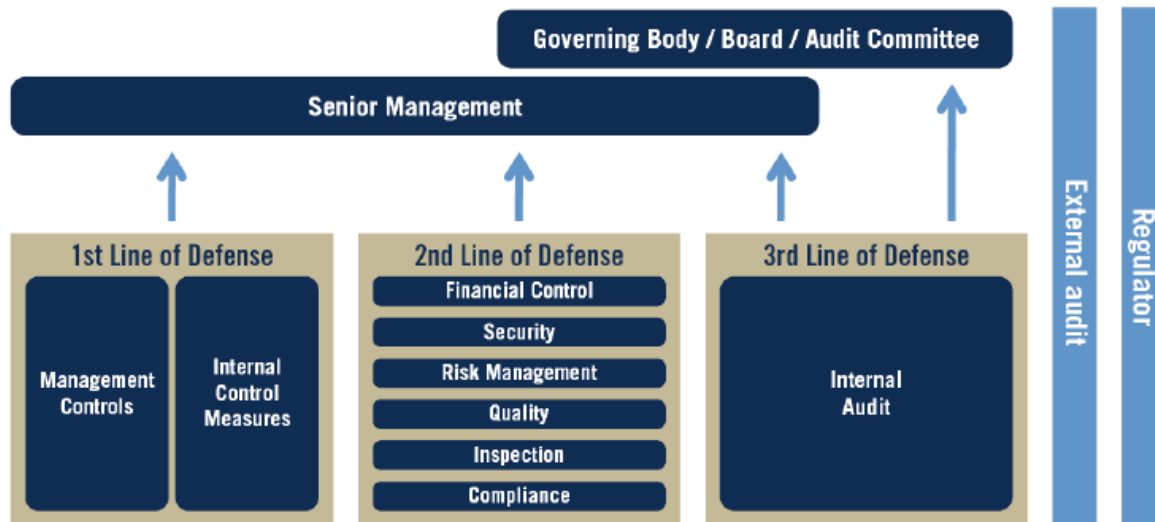 Governing Body / Board / Audit Committee
Senior Management
1st Line of Defense
Management
Controls
Internal
Control
Measures
2nd Line of Defense
Financial Control
Security
Risk Management
Quality
Inspection
Compliance
3rd Line of Defense
Internal
Audit
External audit
Regulator